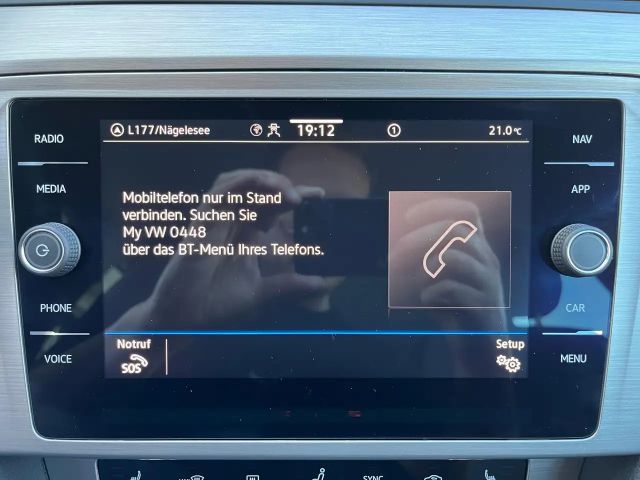 RADIO
MEDIA
PHONE
VOICE
L177/Nägelesee
19:12
1
21.0°C
Mobiltelefon nur im Stand
verbinden. Suchen Sie
My VW 0448
über das BT-Menü Ihres Telefons.
Notruf
SOS
Setup
NAV
APP
CAR
MENU
SYNC